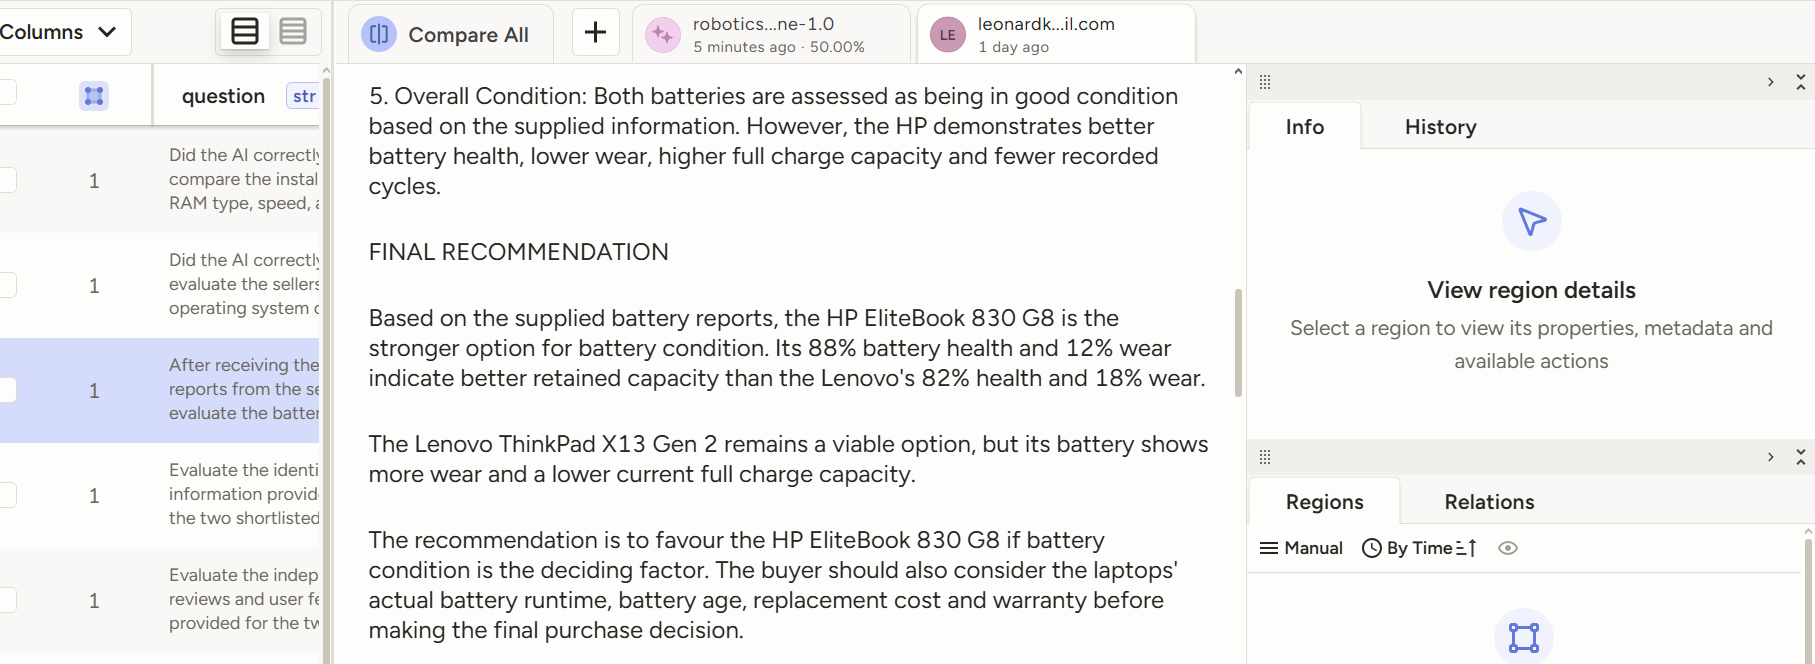 Columns
Compare All
+
robotics...ne-1.0
5 minutes ago · 50.00%
LE
leonardk...il.com
1 day ago
question
str
1
Did the AI correctly
compare the instal
RAM type, speed,
1
Did the AI correctly
evaluate the sellers
operating system
1
After receiving the
reports from the se
evaluate the batter
1
Evaluate the identi
information provid
the two shortlisted
1
Evaluate the indep
reviews and user fe
provided for the tw
5. Overall Condition: Both batteries are assessed as being in good condition
based on the supplied information. However, the HP demonstrates better
battery health, lower wear, higher full charge capacity and fewer recorded
cycles.
FINAL RECOMMENDATION
Based on the supplied battery reports, the HP EliteBook 830 G8 is the
stronger option for battery condition. Its 88% battery health and 12% wear
indicate better retained capacity than the Lenovo's 82% health and 18% wear.
The Lenovo ThinkPad X13 Gen 2 remains a viable option, but its battery shows
more wear and a lower current full charge capacity.
The recommendation is to favour the HP EliteBook 830 G8 if battery
condition is the deciding factor. The buyer should also consider the laptops'
actual battery runtime, battery age, replacement cost and warranty before
making the final purchase decision.
Info
History
View region details
Select a region to view its properties, metadata and
available actions
Regions
Relations
Manual
By Time